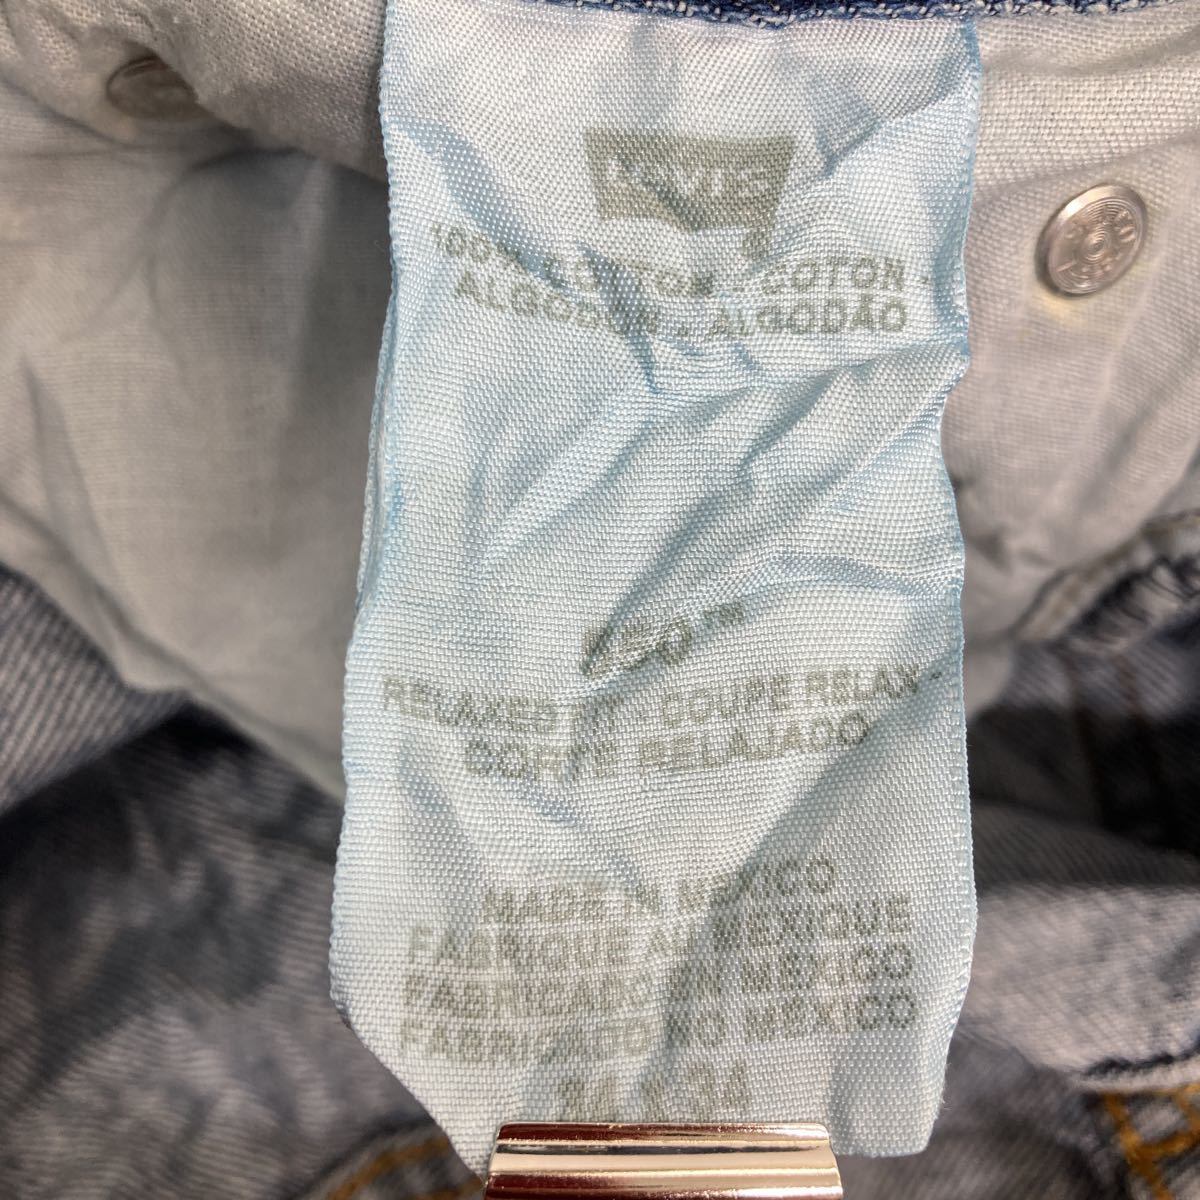 LEVI'S
100% COTTON - COTON -
ALGODÓN - ALGODÃO
RELAXED FIT - COUPE RELAX -
CORTE RELAJADO
MADE IN MEXICO
FABRIQUÉ AU MEXIQUE
FABRICADO EN MÉXICO
FABRICADO NO MÉXICO